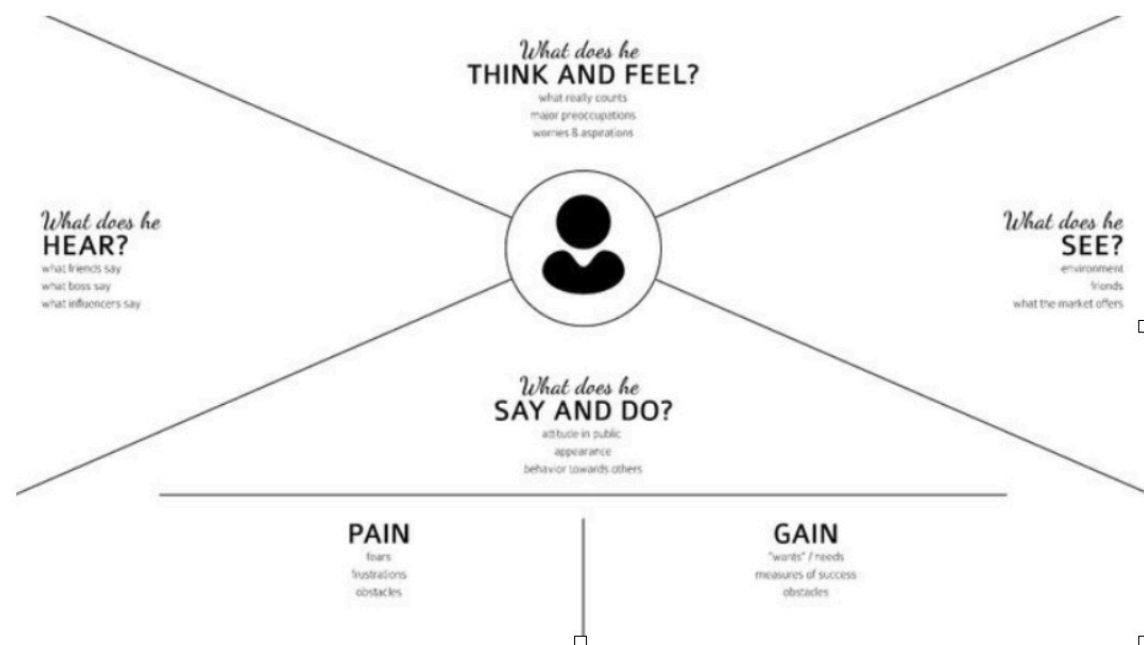 What does he
THINK AND FEEL?
what really counts
major preoccupations
worries & aspirations
What does he
HEAR?
what friends say
what boss say
what influencers say
What does he
SEE?
environment
friends
what the market offers
What does he
SAY AND DO?
attitude in public
appearance
behavior towards others
PAIN
fears
frustrations
obstacles
GAIN
"wants" / needs
measures of success
obstacles